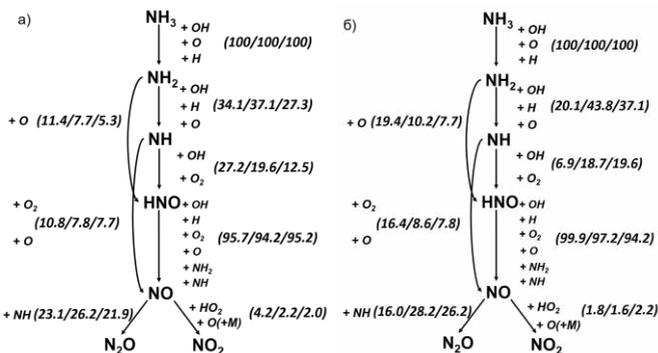 а)
NH3
+ OH
+ O
+ H
(100/100/100)
NH2
+ OH
+ H
+ O
(34.1/37.1/27.3)
+ O (11.4/7.7/5.3)
NH
+ OH
+ O2
(27.2/19.6/12.5)
+ O2
+ O
(10.8/7.8/7.7)
HNO
+ OH
+ H
+ O2
+ O
+ NH2
+ NH
(95.7/94.2/95.2)
NO
+ NH (23.1/26.2/21.9)
+ HO2
+ O(+M)
(4.2/2.2/2.0)
N2O
NO2
б)
NH3
+ OH
+ O
+ H
(100/100/100)
NH2
+ OH
+ H
+ O
(20.1/43.8/37.1)
+ O (19.4/10.2/7.7)
NH
+ OH
+ O2
(6.9/18.7/19.6)
+ O2
+ O
(16.4/8.6/7.8)
HNO
+ OH
+ H
+ O2
+ O
+ NH2
+ NH
(99.9/97.2/94.2)
NO
+ NH (16.0/28.2/26.2)
+ HO2
+ O(+M)
(1.8/1.6/2.2)
N2O
NO2